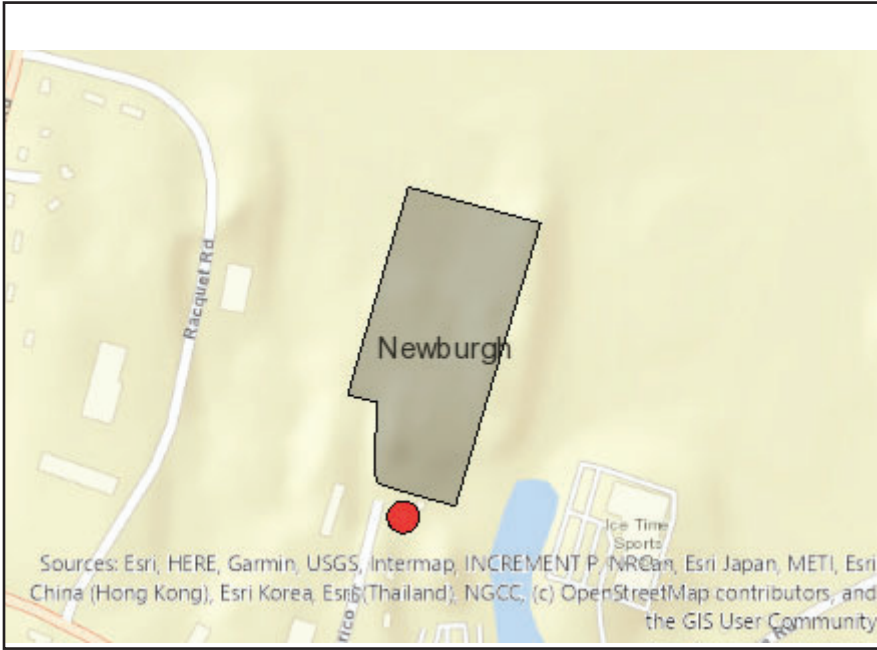 Racquet Rd
Newburgh
Ice Time
Sports
Sources: Esri, HERE, Garmin, USGS, Intermap, INCREMENT P, NRCan, Esri Japan, METI, Esri
China (Hong Kong), Esri Korea, Esri (Thailand), NGCC, (c) OpenStreetMap contributors, and
the GIS User Community